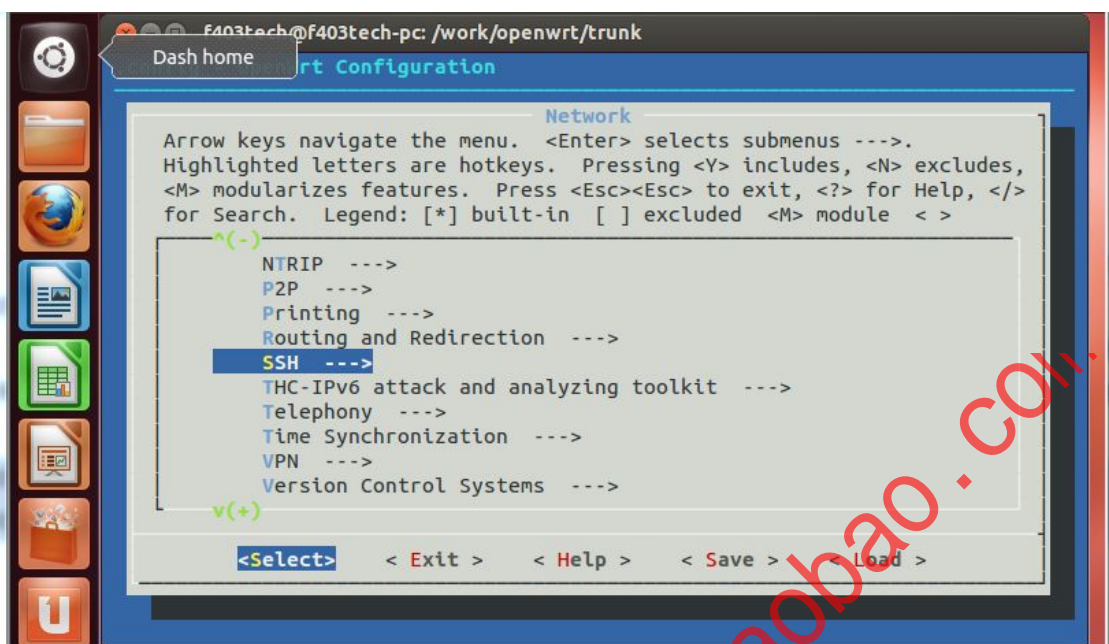 f403tech@f403tech-pc: /work/openwrt/trunk
Dash home
rt Configuration
Network
Arrow keys navigate the menu. <Enter> selects submenus --->.
Highlighted letters are hotkeys. Pressing <Y> includes, <N> excludes,
<M> modularizes features. Press <Esc><Esc> to exit, <?> for Help, </>
for Search. Legend: [*] built-in [ ] excluded <M> module < >
^(-)
NTRIP --->
P2P --->
Printing --->
Routing and Redirection --->
SSH --->
THC-IPv6 attack and analyzing toolkit --->
Telephony --->
Time Synchronization --->
VPN --->
Version Control Systems --->
v(+)
<Select> < Exit > < Help > < Save > < Load >
obao.com